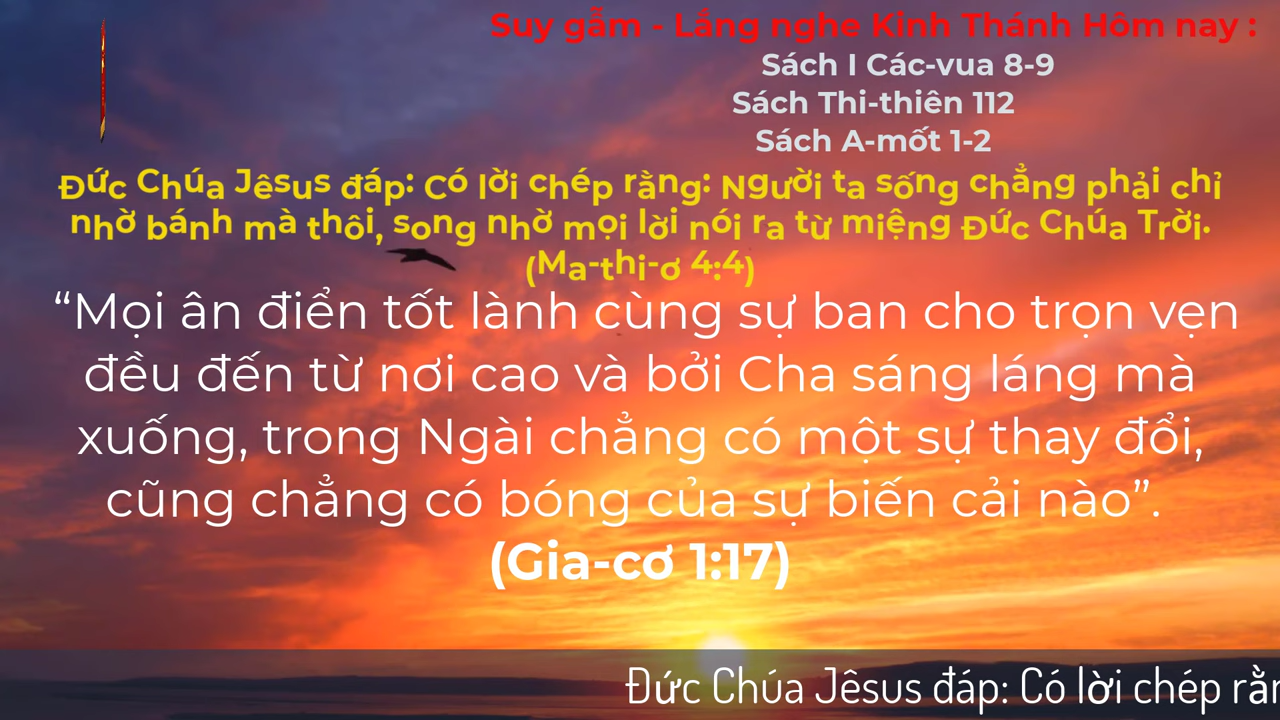 Suy gẫm - Lắng nghe Kinh Thánh Hôm nay :
Sách I Các-vua 8-9
Sách Thi-thiên 112
Sách A-mốt 1-2
Đức Chúa Jêsus đáp: Có lời chép rằng: Người ta sống chẳng phải chỉ
nhờ bánh mà thôi, song nhờ mọi lời nói ra từ miệng Đức Chúa Trời.
(Ma-thi-ơ 4:4)
“Mọi ân điển tốt lành cùng sự ban cho trọn vẹn
đều đến từ nơi cao và bởi Cha sáng láng mà
xuống, trong Ngài chẳng có một sự thay đổi,
cũng chẳng có bóng của sự biến cải nào”.
(Gia-cơ 1:17)
Đức Chúa Jêsus đáp: Có lời chép rằn